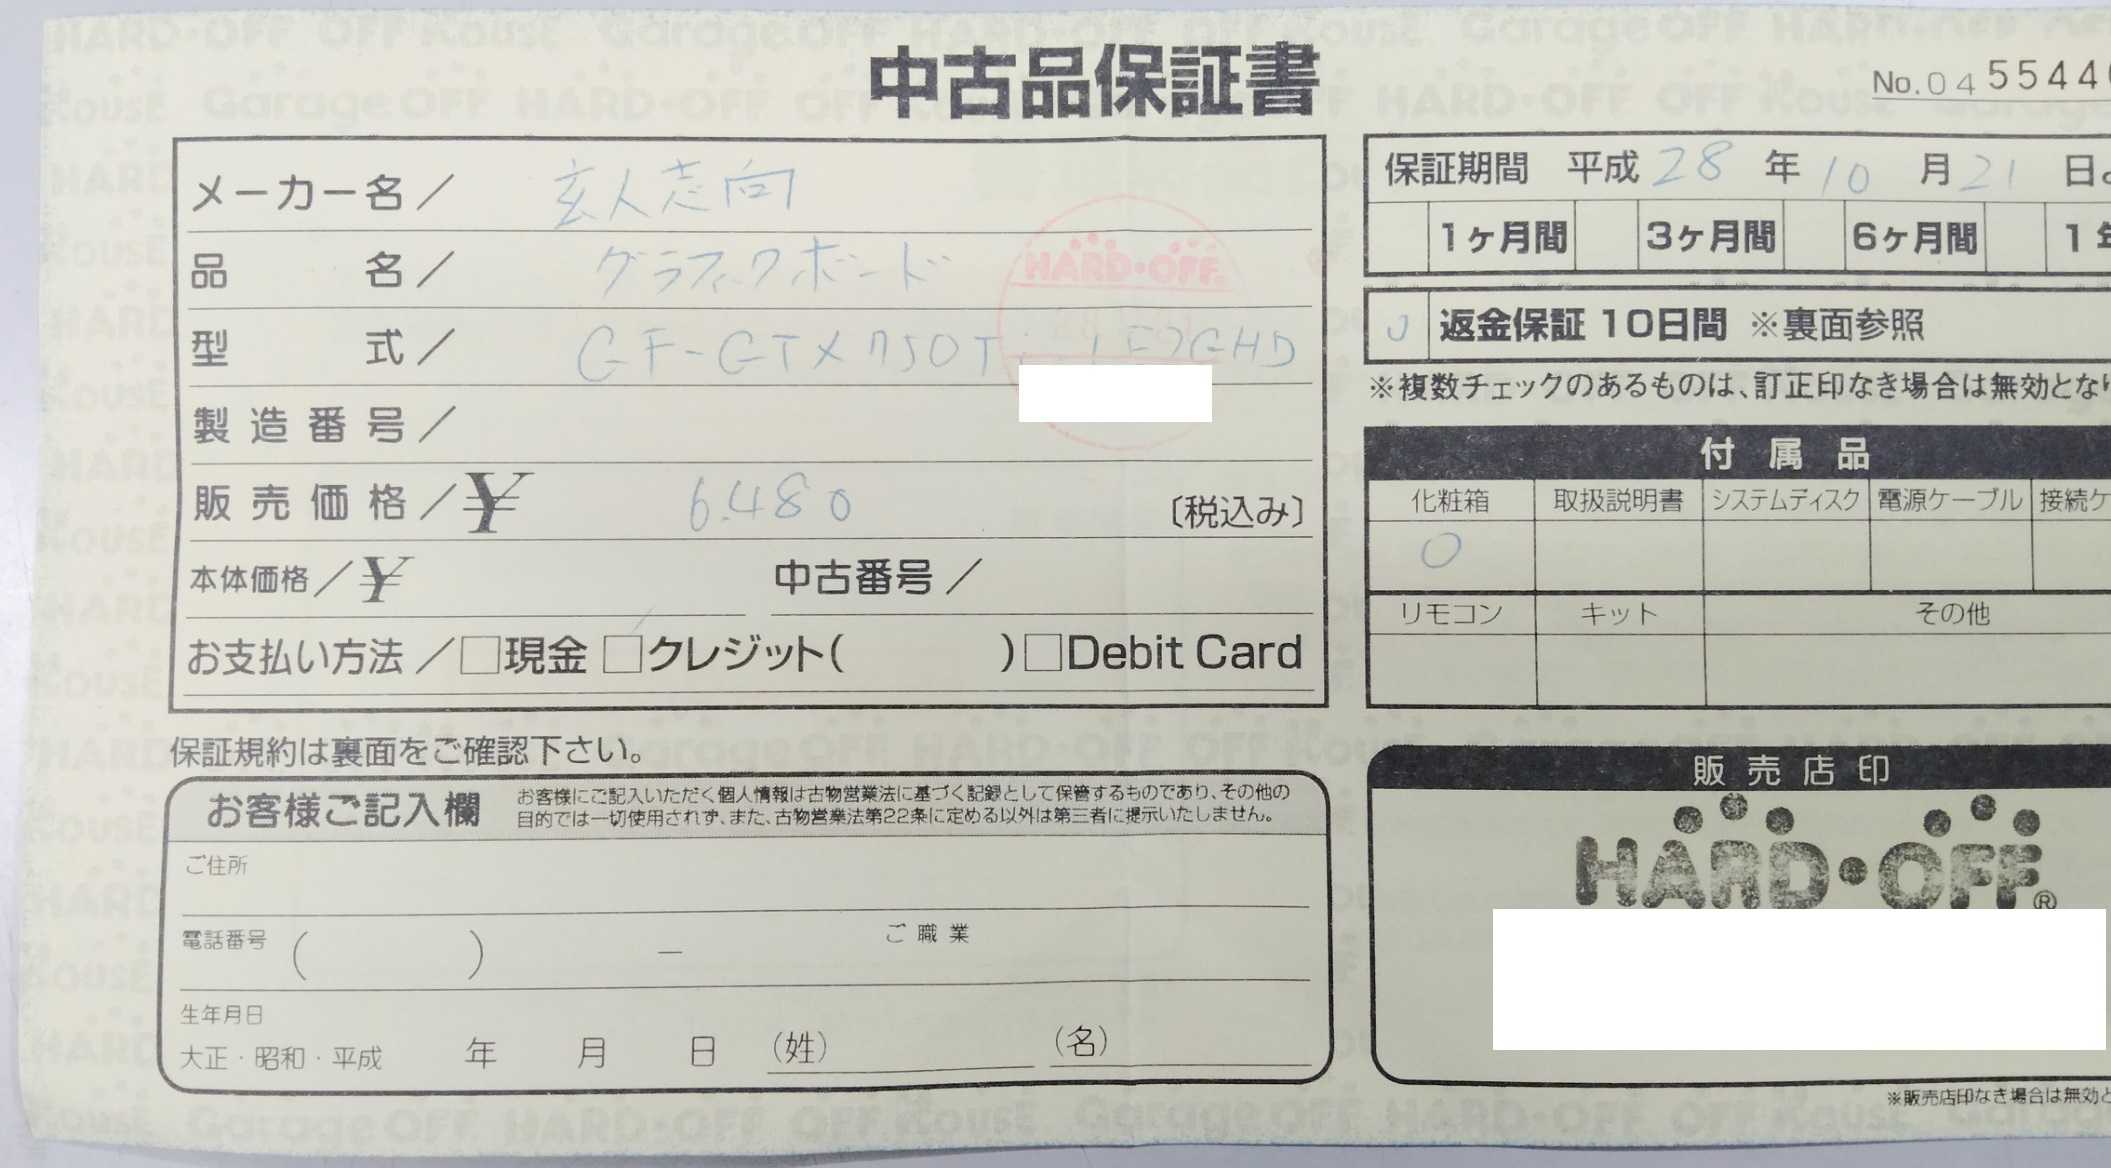 中古品保証書
No.04 5544
メーカー名／ 玄人志向
品名／ グラフィクボード
型式／ GF-GTX750Ti
製造番号／
販売価格／¥ 6.480 〔税込み〕
本体価格／¥ 中古番号／
お支払い方法／□現金 □クレジット( )□Debit Card
HARD・OFF
保証期間 平成28年10月21日よ
1ヶ月間 3ヶ月間 6ヶ月間 1年
返金保証10日間 ※裏面参照
※複数チェックのあるものは、訂正印なき場合は無効とな
付属品
化粧箱 取扱説明書 システムディスク 電源ケーブル 接続ケ
○
リモコン キット その他
保証規約は裏面をご確認下さい。
お客様ご記入欄
お客様にご記入いただく個人情報は古物営業法に基づく記録として保管するものであり、その他の
目的では一切使用されず、また、古物営業法第22条に定める以外は第三者に提示いたしません。
ご住所
電話番号 ( ) － ご職業
生年月日
大正・昭和・平成 年 月 日 (姓) (名)
販売店印
HARD・OFF®
※販売店印なき場合は無効と